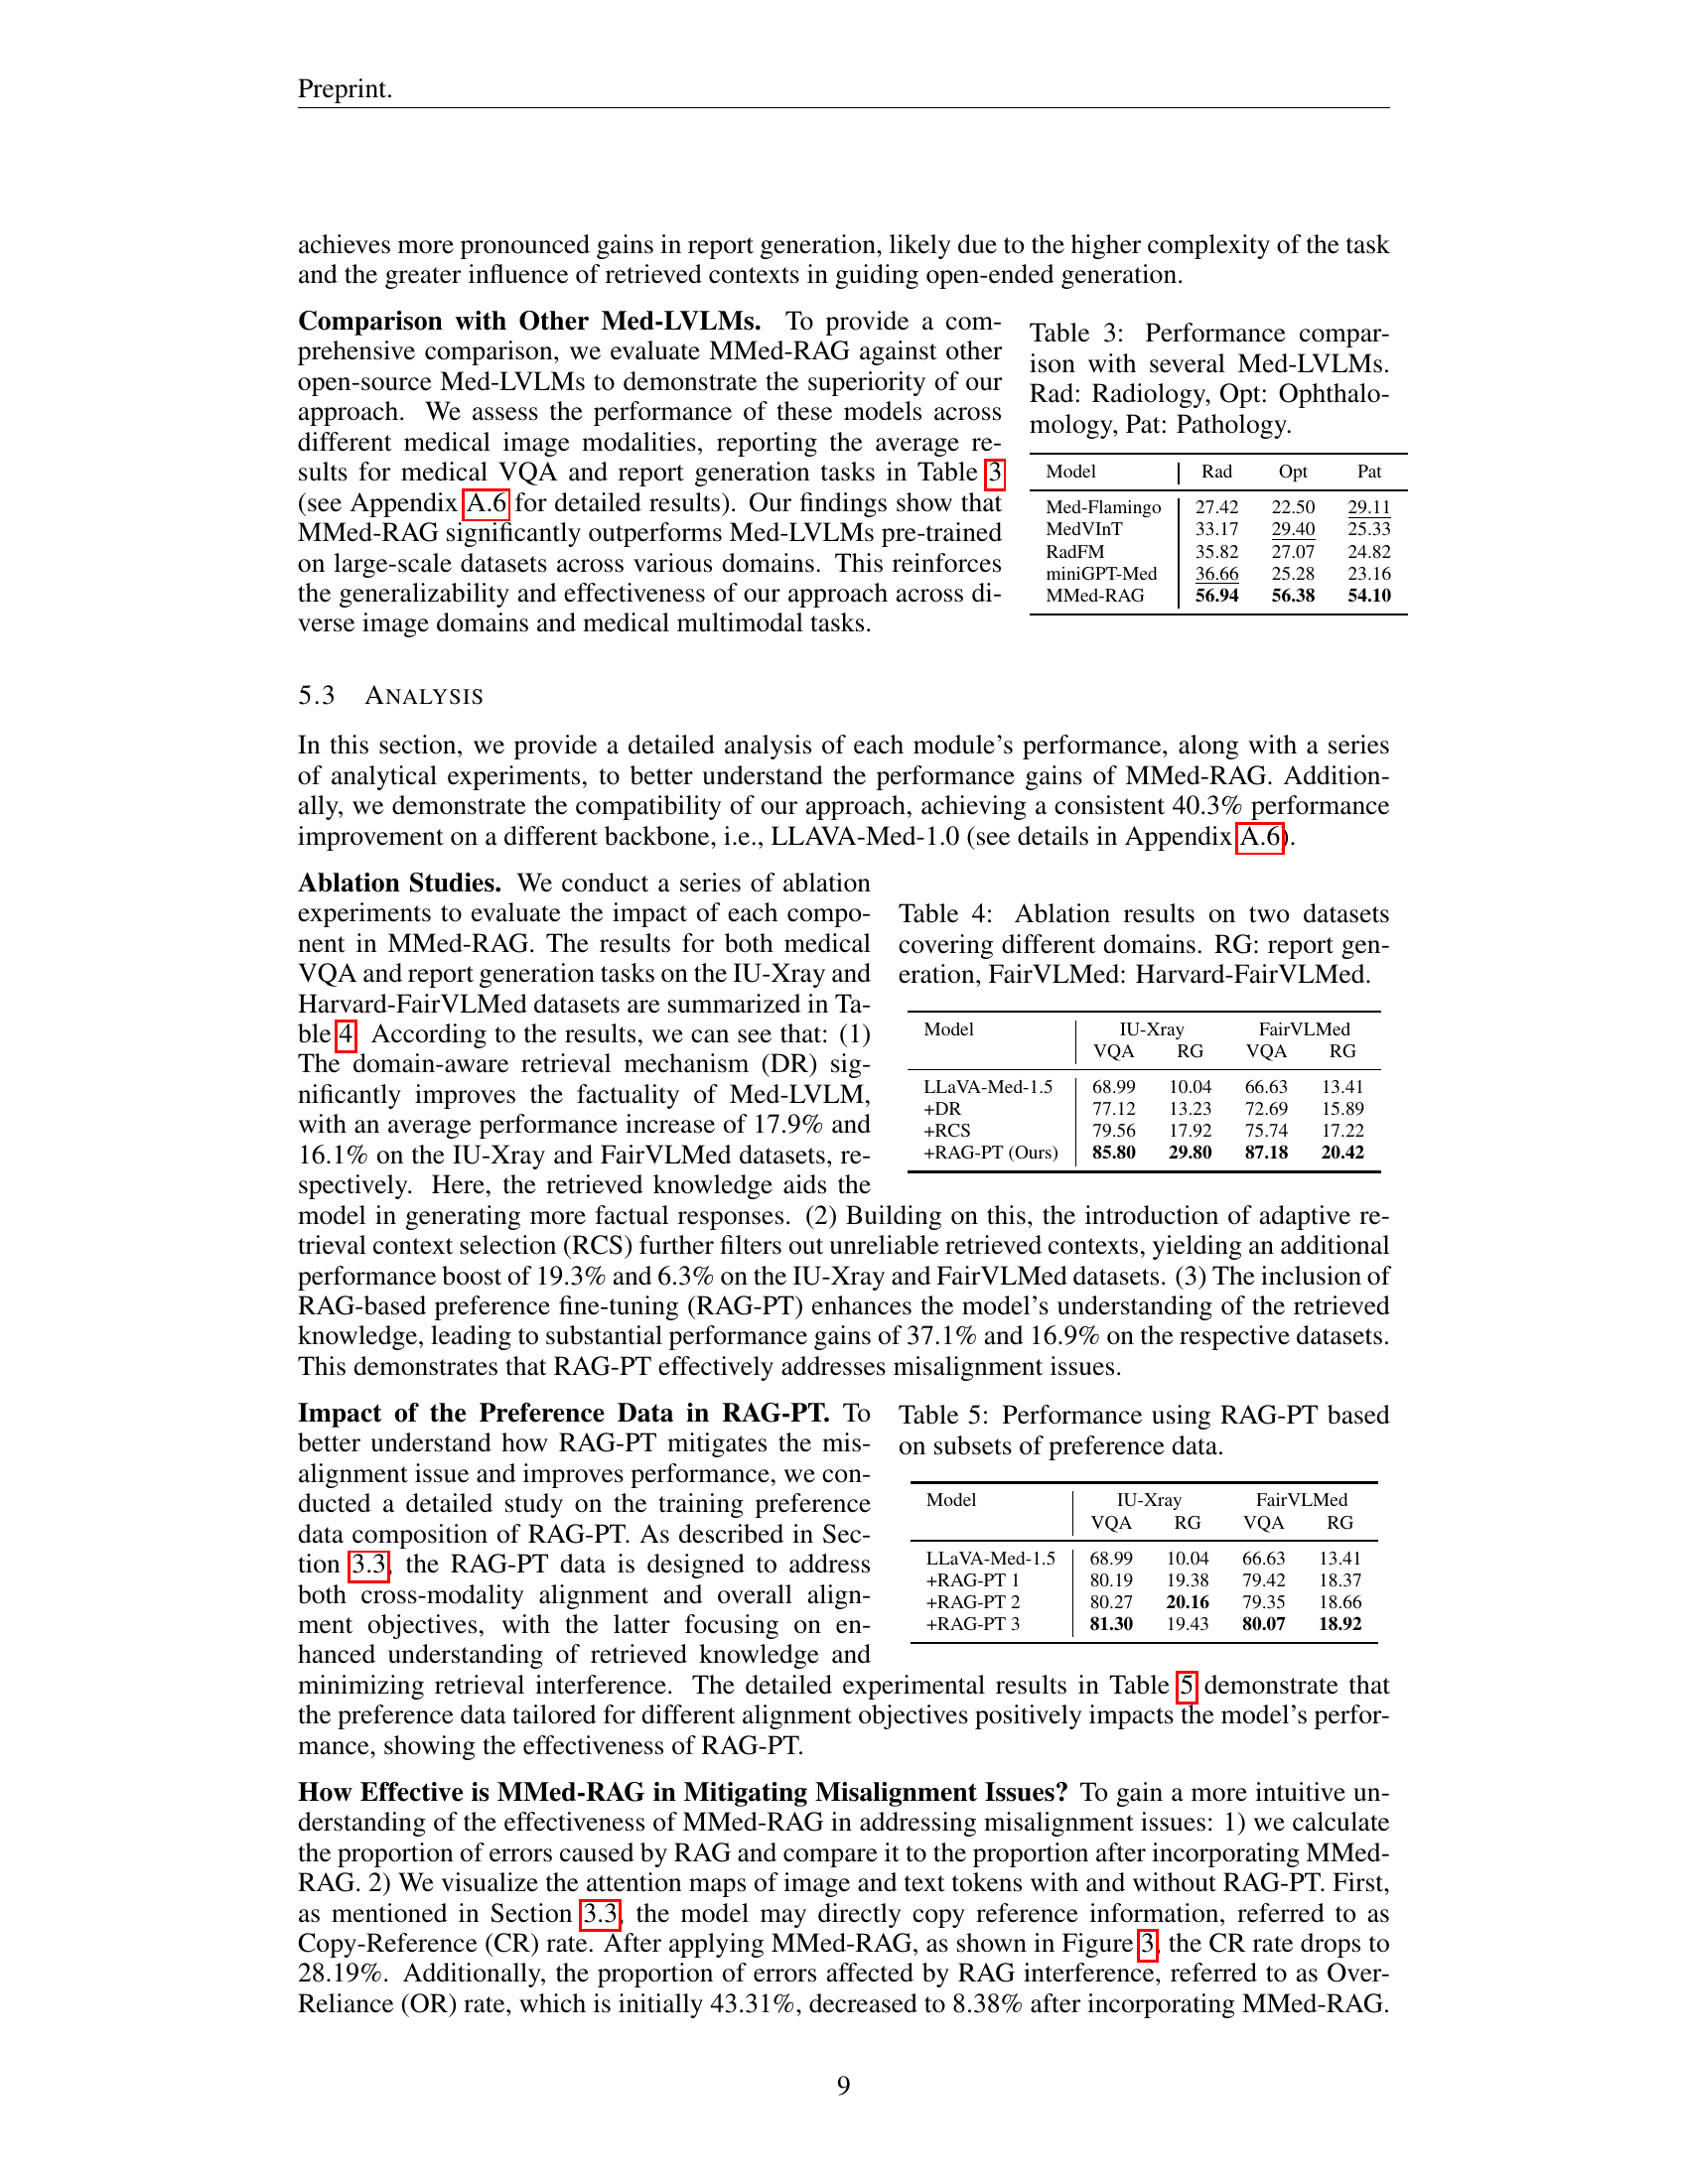 Preprint.
achieves more pronounced gains in report generation, likely due to the higher complexity of the task
and the greater influence of retrieved contexts in guiding open-ended generation.
Comparison with Other Med-LVLMs. To provide a com-
prehensive comparison, we evaluate MMed-RAG against other
open-source Med-LVLMs to demonstrate the superiority of our
approach. We assess the performance of these models across
different medical image modalities, reporting the average re-
sults for medical VQA and report generation tasks in Table 3
(see Appendix A.6 for detailed results). Our findings show that
MMed-RAG significantly outperforms Med-LVLMs pre-trained
on large-scale datasets across various domains. This reinforces
the generalizability and effectiveness of our approach across di-
verse image domains and medical multimodal tasks.
Table 3: Performance compar-
ison with several Med-LVLMs.
Rad: Radiology, Opt: Ophthalo-
mology, Pat: Pathology.
Model Rad Opt Pat
Med-Flamingo 27.42 22.50 29.11
MedVInT 33.17 29.40 25.33
RadFM 35.82 27.07 24.82
miniGPT-Med 36.66 25.28 23.16
MMed-RAG 56.94 56.38 54.10
5.3 ANALYSIS
In this section, we provide a detailed analysis of each module's performance, along with a series
of analytical experiments, to better understand the performance gains of MMed-RAG. Addition-
ally, we demonstrate the compatibility of our approach, achieving a consistent 40.3% performance
improvement on a different backbone, i.e., LLAVA-Med-1.0 (see details in Appendix A.6).
Ablation Studies. We conduct a series of ablation
experiments to evaluate the impact of each compo-
nent in MMed-RAG. The results for both medical
VQA and report generation tasks on the IU-Xray and
Harvard-FairVLMed datasets are summarized in Ta-
ble 4. According to the results, we can see that: (1)
The domain-aware retrieval mechanism (DR) sig-
nificantly improves the factuality of Med-LVLM,
with an average performance increase of 17.9% and
16.1% on the IU-Xray and FairVLMed datasets, re-
spectively. Here, the retrieved knowledge aids the
Table 4: Ablation results on two datasets
covering different domains. RG: report gen-
eration, FairVLMed: Harvard-FairVLMed.
Model IU-Xray FairVLMed
VQA RG VQA RG
LLaVA-Med-1.5 68.99 10.04 66.63 13.41
+DR 77.12 13.23 72.69 15.89
+RCS 79.56 17.92 75.74 17.22
+RAG-PT (Ours) 85.80 29.80 87.18 20.42
model in generating more factual responses. (2) Building on this, the introduction of adaptive re-
trieval context selection (RCS) further filters out unreliable retrieved contexts, yielding an additional
performance boost of 19.3% and 6.3% on the IU-Xray and FairVLMed datasets. (3) The inclusion of
RAG-based preference fine-tuning (RAG-PT) enhances the model's understanding of the retrieved
knowledge, leading to substantial performance gains of 37.1% and 16.9% on the respective datasets.
This demonstrates that RAG-PT effectively addresses misalignment issues.
Impact of the Preference Data in RAG-PT. To
better understand how RAG-PT mitigates the mis-
alignment issue and improves performance, we con-
ducted a detailed study on the training preference
data composition of RAG-PT. As described in Sec-
tion 3.3, the RAG-PT data is designed to address
both cross-modality alignment and overall align-
ment objectives, with the latter focusing on en-
hanced understanding of retrieved knowledge and
Table 5: Performance using RAG-PT based
on subsets of preference data.
Model IU-Xray FairVLMed
VQA RG VQA RG
LLaVA-Med-1.5 68.99 10.04 66.63 13.41
+RAG-PT 1 80.19 19.38 79.42 18.37
+RAG-PT 2 80.27 20.16 79.35 18.66
+RAG-PT 3 81.30 19.43 80.07 18.92
minimizing retrieval interference. The detailed experimental results in Table 5 demonstrate that
the preference data tailored for different alignment objectives positively impacts the model's perfor-
mance, showing the effectiveness of RAG-PT.
How Effective is MMed-RAG in Mitigating Misalignment Issues? To gain a more intuitive un-
derstanding of the effectiveness of MMed-RAG in addressing misalignment issues: 1) we calculate
the proportion of errors caused by RAG and compare it to the proportion after incorporating MMed-
RAG. 2) We visualize the attention maps of image and text tokens with and without RAG-PT. First,
as mentioned in Section 3.3, the model may directly copy reference information, referred to as
Copy-Reference (CR) rate. After applying MMed-RAG, as shown in Figure 3, the CR rate drops to
28.19%. Additionally, the proportion of errors affected by RAG interference, referred to as Over-
Reliance (OR) rate, which is initially 43.31%, decreased to 8.38% after incorporating MMed-RAG.
9